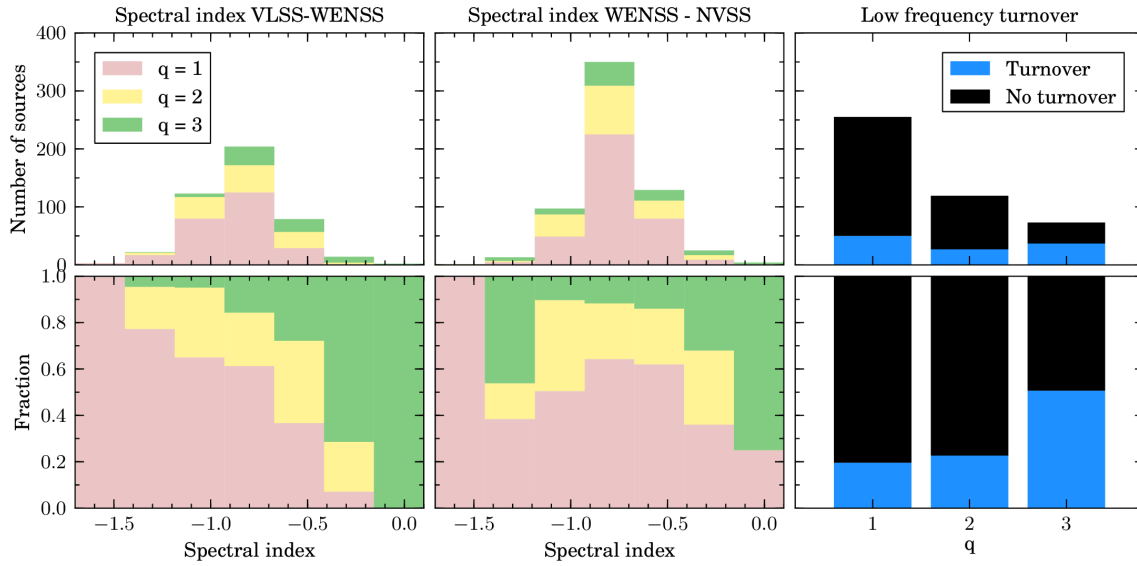 Spectral index VLSS-WENSS
Spectral index WENSS - NVSS
Low frequency turnover
400
300
200
100
0
Number of sources
q = 1
q = 2
q = 3
Turnover
No turnover
1.0
0.8
0.6
0.4
0.2
0.0
Fraction
−1.5 −1.0 −0.5 0.0
−1.5 −1.0 −0.5 0.0
1 2 3
Spectral index
Spectral index
q